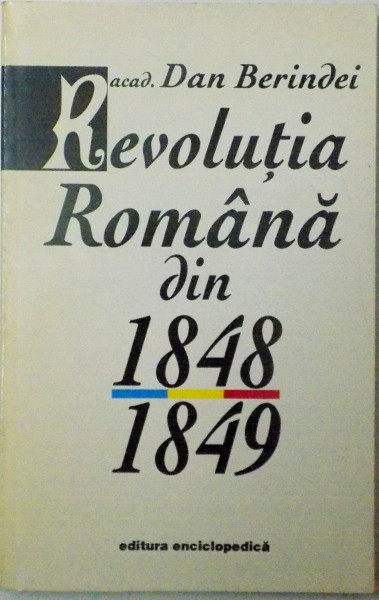 acad. Dan Berindei
Revoluția
Română
din
1848
1849
editura enciclopedică